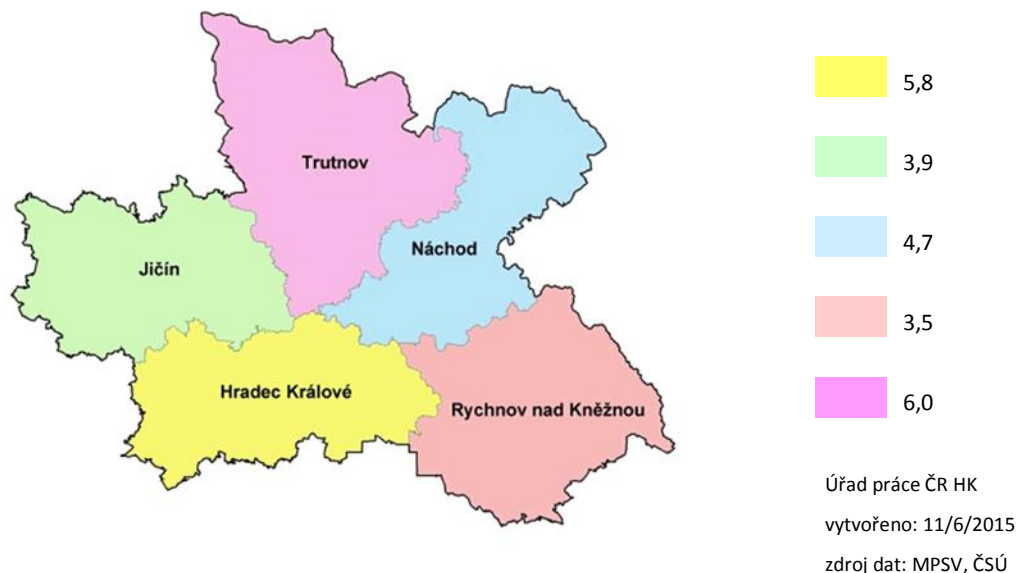 Trutnov
Náchod
Jičín
Hradec Králové
Rychnov nad Kněžnou
5,8
3,9
4,7
3,5
6,0
Úřad práce ČR HK
vytvořeno: 11/6/2015
zdroj dat: MPSV, ČSÚ